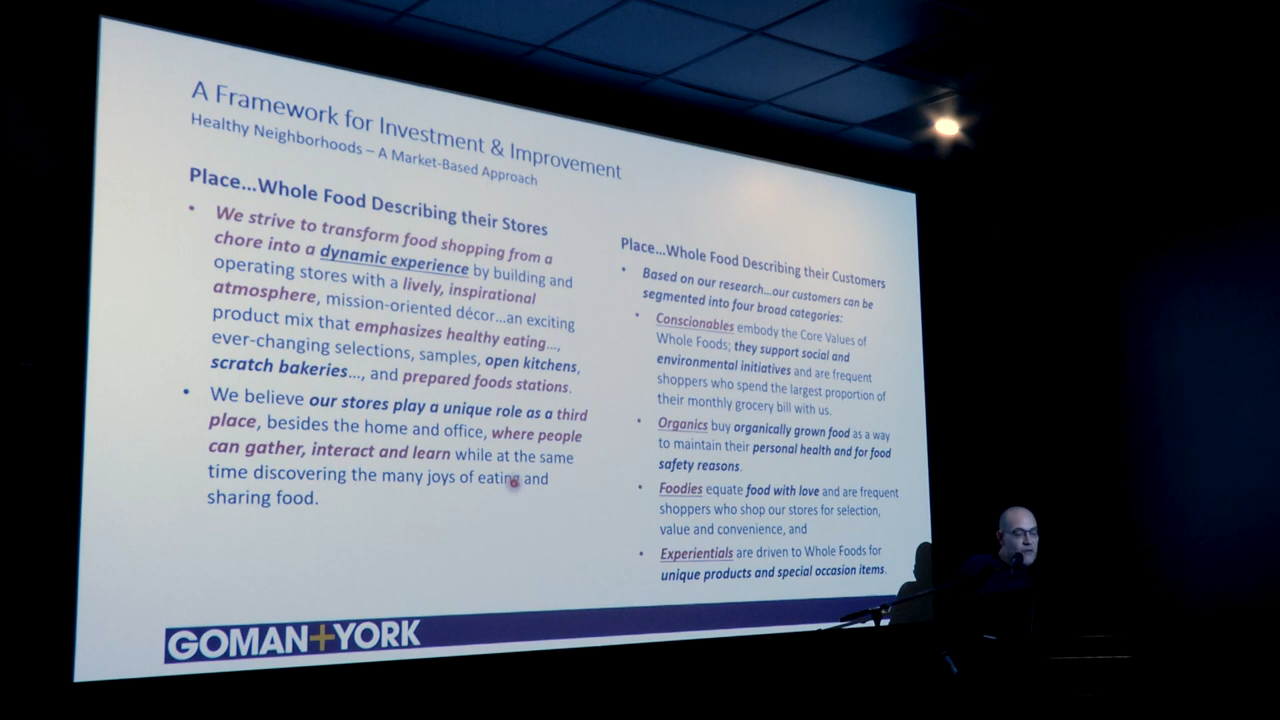 A Framework for Investment & Improvement
Healthy Neighborhoods – A Market-Based Approach
Place...Whole Food Describing their Stores
• We strive to transform food shopping from a
chore into a dynamic experience by building and
operating stores with a lively, inspirational
atmosphere, mission-oriented décor...an exciting
product mix that emphasizes healthy eating...,
ever-changing selections, samples, open kitchens,
scratch bakeries..., and prepared foods stations.
• We believe our stores play a unique role as a third
place, besides the home and office, where people
can gather, interact and learn while at the same
time discovering the many joys of eating and
sharing food.
Place...Whole Food Describing their Customers
• Based on our research...our customers can be
segmented into four broad categories:
• Conscionables embody the Core Values of
Whole Foods; they support social and
environmental initiatives and are frequent
shoppers who spend the largest proportion of
their monthly grocery bill with us.
• Organics buy organically grown food as a way
to maintain their personal health and for food
safety reasons.
• Foodies equate food with love and are frequent
shoppers who shop our stores for selection,
value and convenience, and
• Experientials are driven to Whole Foods for
unique products and special occasion items.
GOMAN+YORK